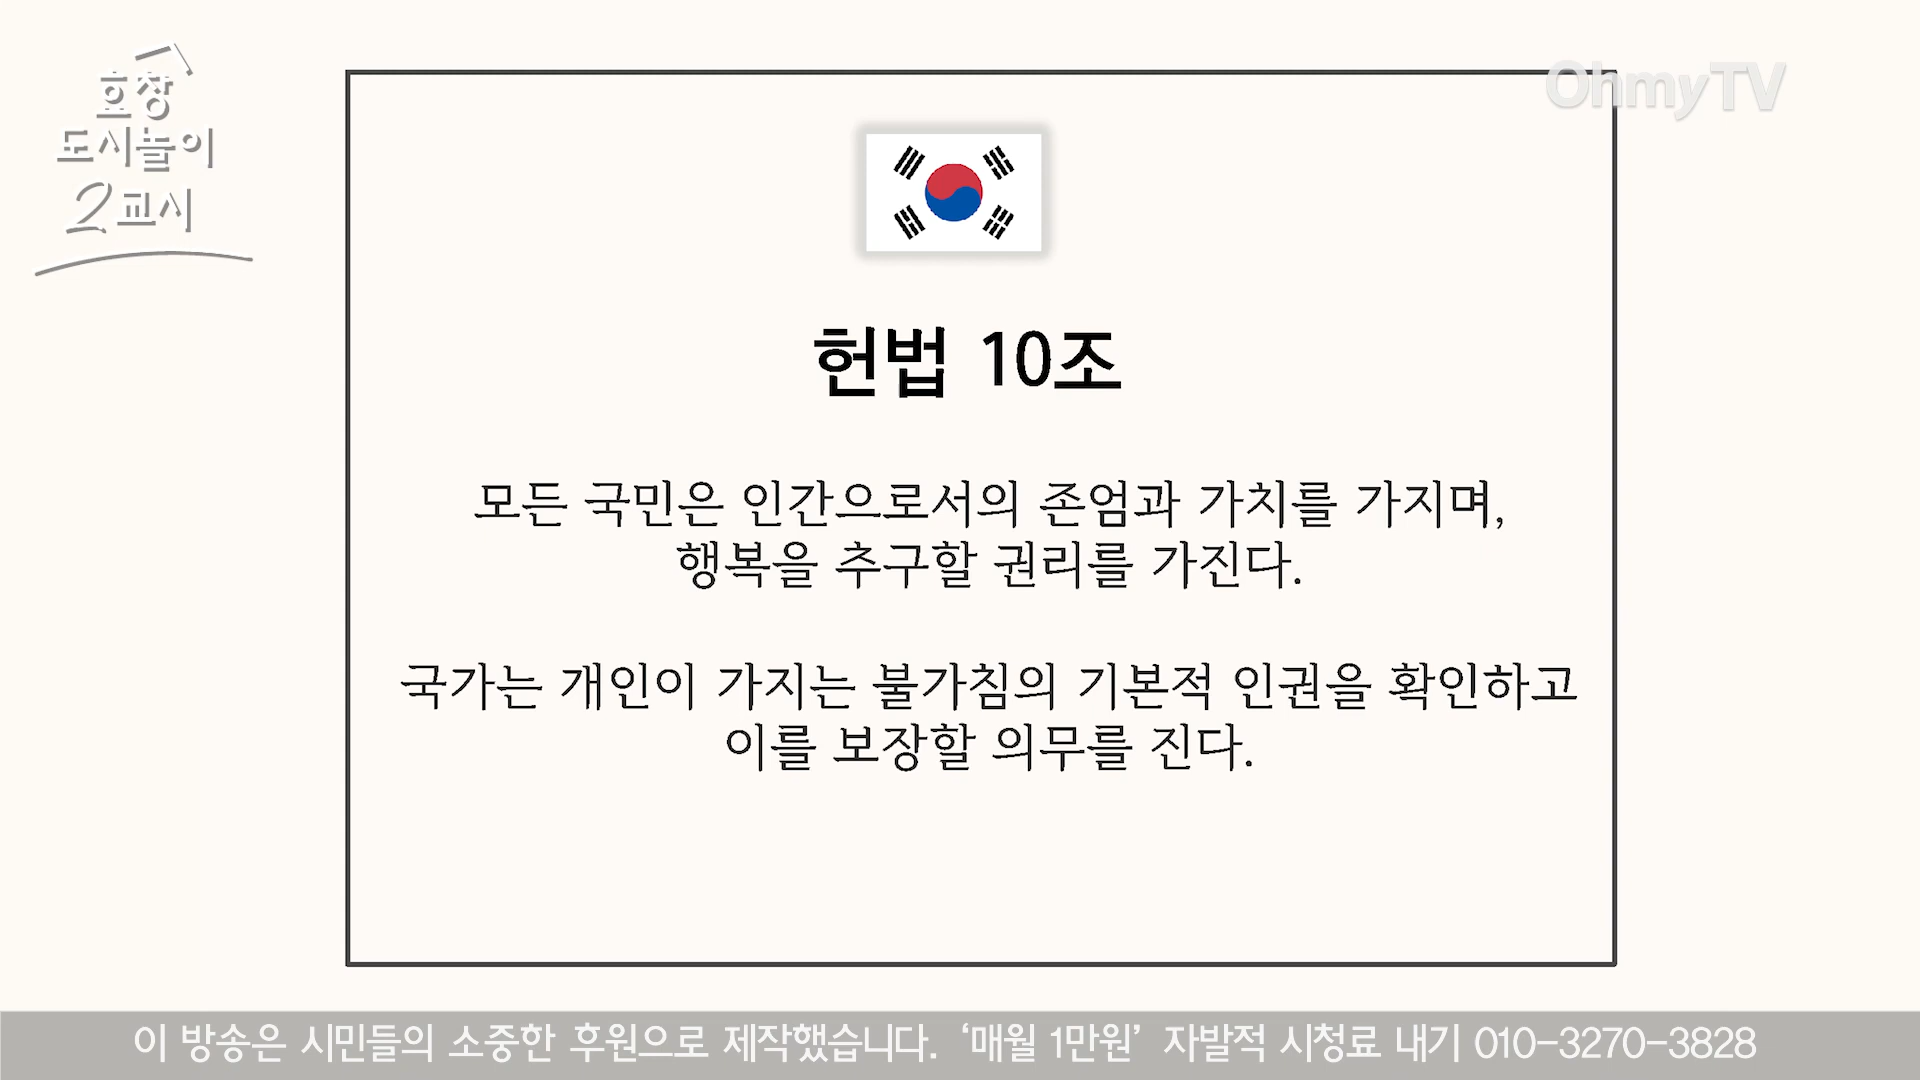 효창
도시놀이
2교시
OhmyTV
헌법 10조
모든 국민은 인간으로서의 존엄과 가치를 가지며,
행복을 추구할 권리를 가진다.
국가는 개인이 가지는 불가침의 기본적 인권을 확인하고
이를 보장할 의무를 진다.
이 방송은 시민들의 소중한 후원으로 제작했습니다. ‘매월 1만원’ 자발적 시청료 내기 010-3270-3828